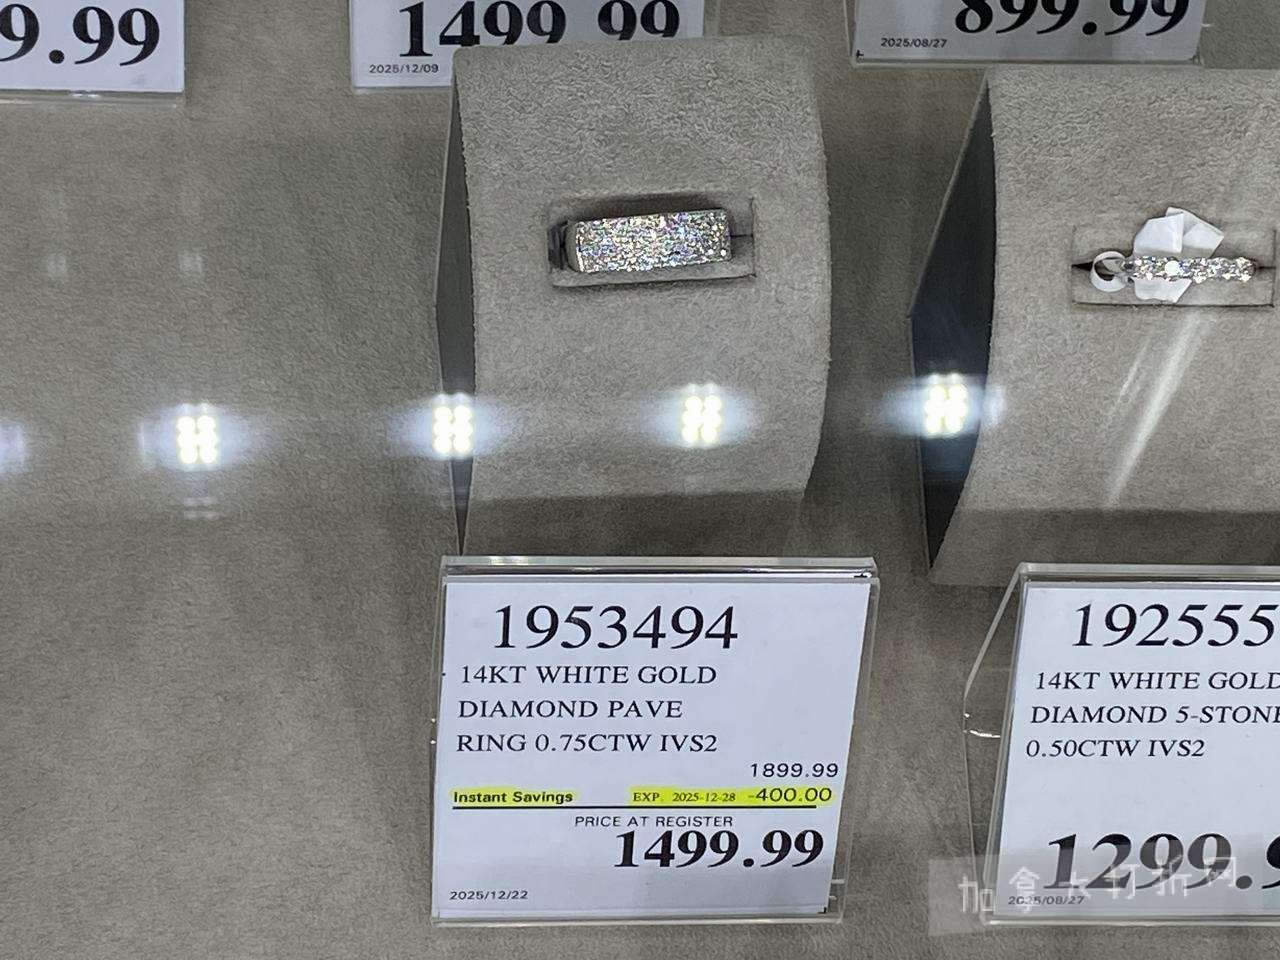 9.99
1499.99
2025/12/09
899.99
2025/08/27
1953494
14KT WHITE GOLD
DIAMOND PAVE
RING 0.75CTW IVS2
1899.99
Instant Savings EXP. 2025-12-28 -400.00
PRICE AT REGISTER
1499.99
2025/12/22
192555
14KT WHITE GOLD
DIAMOND 5-STONE
0.50CTW IVS2
1299.9
2025/08/27
加拿大打折网